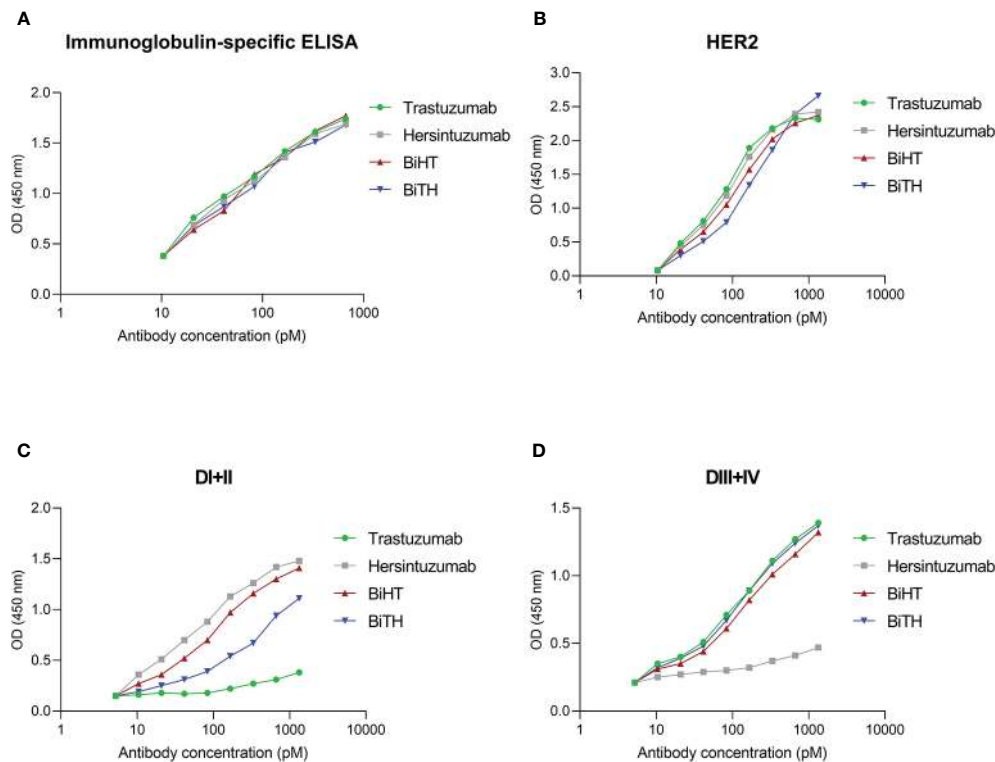 A
Immunoglobulin-specific ELISA
2.0
1.5
1.0
0.5
0.0
OD (450 nm)
1
10
100
1000
Antibody concentration (pM)
Trastuzumab
Hersintuzumab
BiHT
BiTH
B
HER2
3.0
2.5
2.0
1.5
1.0
0.5
0.0
OD (450 nm)
1
10
100
1000
10000
Antibody concentration (pM)
Trastuzumab
Hersintuzumab
BiHT
BiTH
C
DI+II
2.0
1.5
1.0
0.5
0.0
OD (450 nm)
1
10
100
1000
10000
Antibody concentration (pM)
Trastuzumab
Hersintuzumab
BiHT
BiTH
D
DIII+IV
1.5
1.0
0.5
0.0
OD (450 nm)
1
10
100
1000
10000
Antibody concentration (pM)
Trastuzumab
Hersintuzumab
BiHT
BiTH